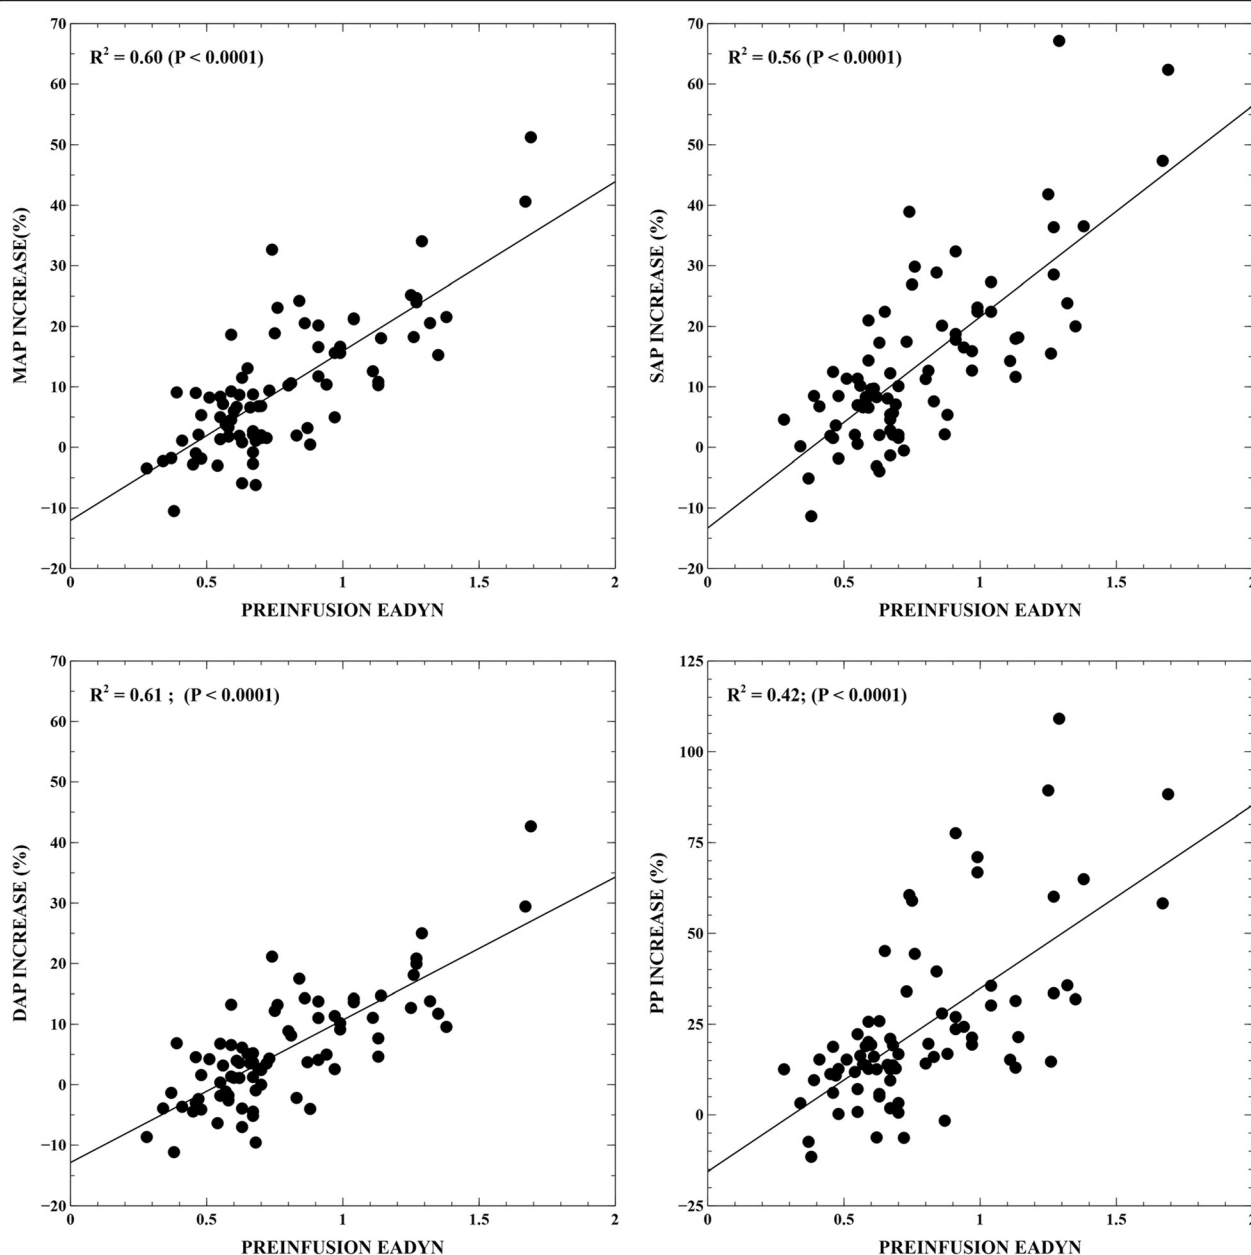 R² = 0.60 (P < 0.0001)
MAP INCREASE(%)
70
60
50
40
30
20
10
0
−10
−20
0 0.5 1 1.5 2
PREINFUSION EADYN
R² = 0.56 (P < 0.0001)
SAP INCREASE (%)
70
60
50
40
30
20
10
0
−10
−20
0 0.5 1 1.5 2
PREINFUSION EADYN
R² = 0.61 ; (P < 0.0001)
DAP INCREASE (%)
70
60
50
40
30
20
10
0
−10
−20
0 0.5 1 1.5 2
PREINFUSION EADYN
R² = 0.42; (P < 0.0001)
PP INCREASE (%)
125
100
75
50
25
0
−25
0 0.5 1 1.5 2
PREINFUSION EADYN